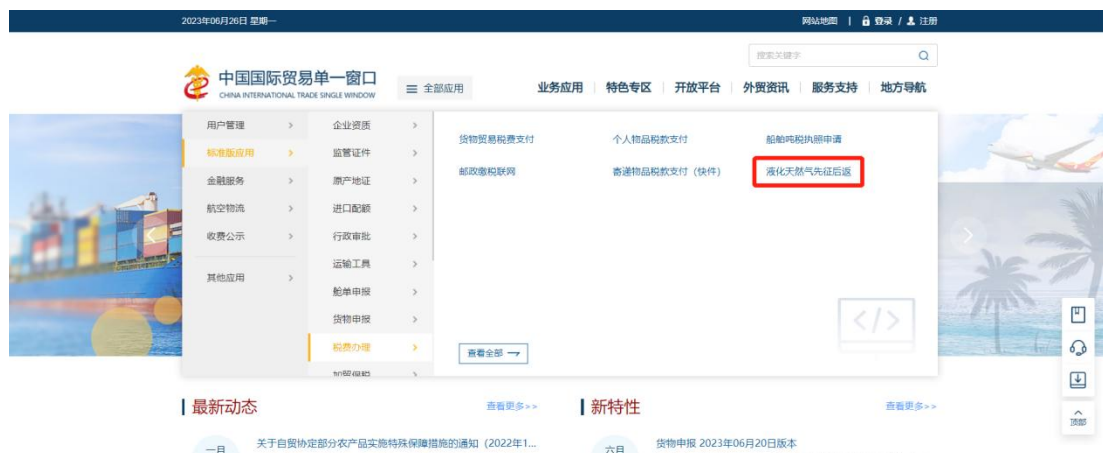 2023年06月26日 星期一
网站地图 | 登录 / 注册
搜索关键字
中国国际贸易单一窗口
CHINA INTERNATIONAL TRADE SINGLE WINDOW
全部应用
业务应用 特色专区 开放平台 外贸资讯 服务支持 地方导航
用户管理
标准版应用
金融服务
航空物流
收费公示
其他应用
企业资质
监管证件
原产地证
进口配额
行政审批
运输工具
舱单申报
货物申报
税费办理
加贸保税
货物贸易税费支付 个人物品税款支付 船舶吨税执照申请
邮政缴税联网 寄递物品税款支付（快件） 液化天然气先征后返
</>
查看全部
顶部
最新动态 查看更多>>
一月 关于自贸协定部分农产品实施特殊保障措施的通知（2022年1...
新特性 查看更多>>
六月 货物申报 2023年06月20日版本